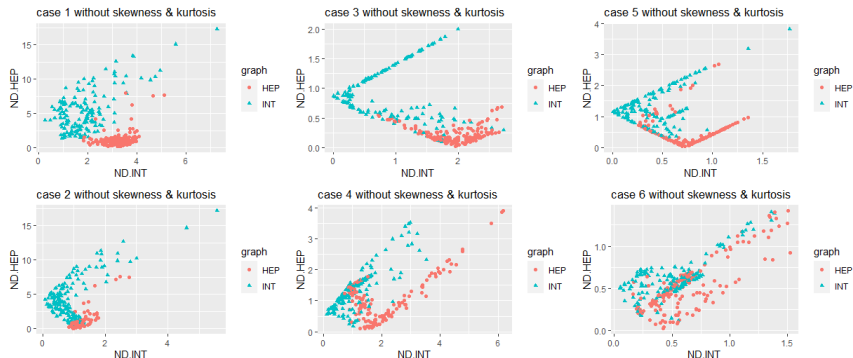 case 1 without skewness & kurtosis
ND.HEP
15
10
5
0
0 2 4 6
ND.INT
graph
HEP
INT
case 3 without skewness & kurtosis
ND.HEP
2.0
1.5
1.0
0.5
0.0
0 1 2
ND.INT
graph
HEP
INT
case 5 without skewness & kurtosis
ND.HEP
4
3
2
1
0
0.0 0.5 1.0 1.5
ND.INT
graph
HEP
INT
case 2 without skewness & kurtosis
ND.HEP
15
10
5
0
0 2 4
ND.INT
graph
HEP
INT
case 4 without skewness & kurtosis
ND.HEP
4
3
2
1
0
0 2 4 6
ND.INT
graph
HEP
INT
case 6 without skewness & kurtosis
ND.HEP
1.0
0.5
0.0
0.0 0.5 1.0 1.5
ND.INT
graph
HEP
INT